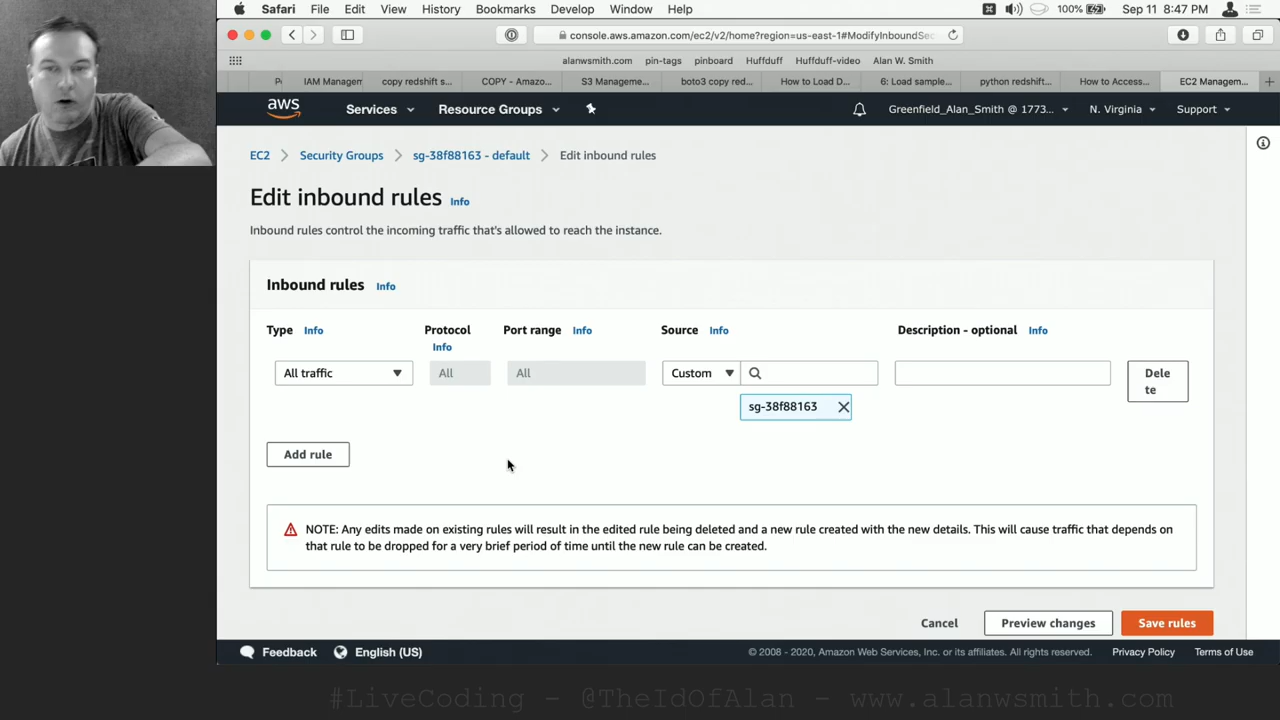 Safari File Edit View History Bookmarks Develop Window Help 100% Sep 11 8:47 PM
console.aws.amazon.com/ec2/v2/home?region=us-east-1#ModifyInboundSec
alanwsmith.com pin-tags pinboard Huffduff Huffduff-video Alan W. Smith
IAM Managem copy redshift s... COPY - Amazo... S3 Manageme... boto3 copy red... How to Load D... 6: Load sample... python redshift... How to Access... EC2 Managem...
aws Services Resource Groups Greenfield_Alan_Smith @ 1773... N. Virginia Support
EC2 > Security Groups > sg-38f88163 - default > Edit inbound rules
Edit inbound rules Info
Inbound rules control the incoming traffic that's allowed to reach the instance.
Inbound rules Info
Type Info Protocol Port range Info Source Info Description - optional Info
Info
All traffic All All Custom Dele
te
sg-38f88163
Add rule
NOTE: Any edits made on existing rules will result in the edited rule being deleted and a new rule created with the new details. This will cause traffic that depends on
that rule to be dropped for a very brief period of time until the new rule can be created.
Cancel Preview changes Save rules
Feedback English (US) © 2008 - 2020, Amazon Web Services, Inc. or its affiliates. All rights reserved. Privacy Policy Terms of Use
#LiveCoding - @TheIdOfAlan - www.alanwsmith.com